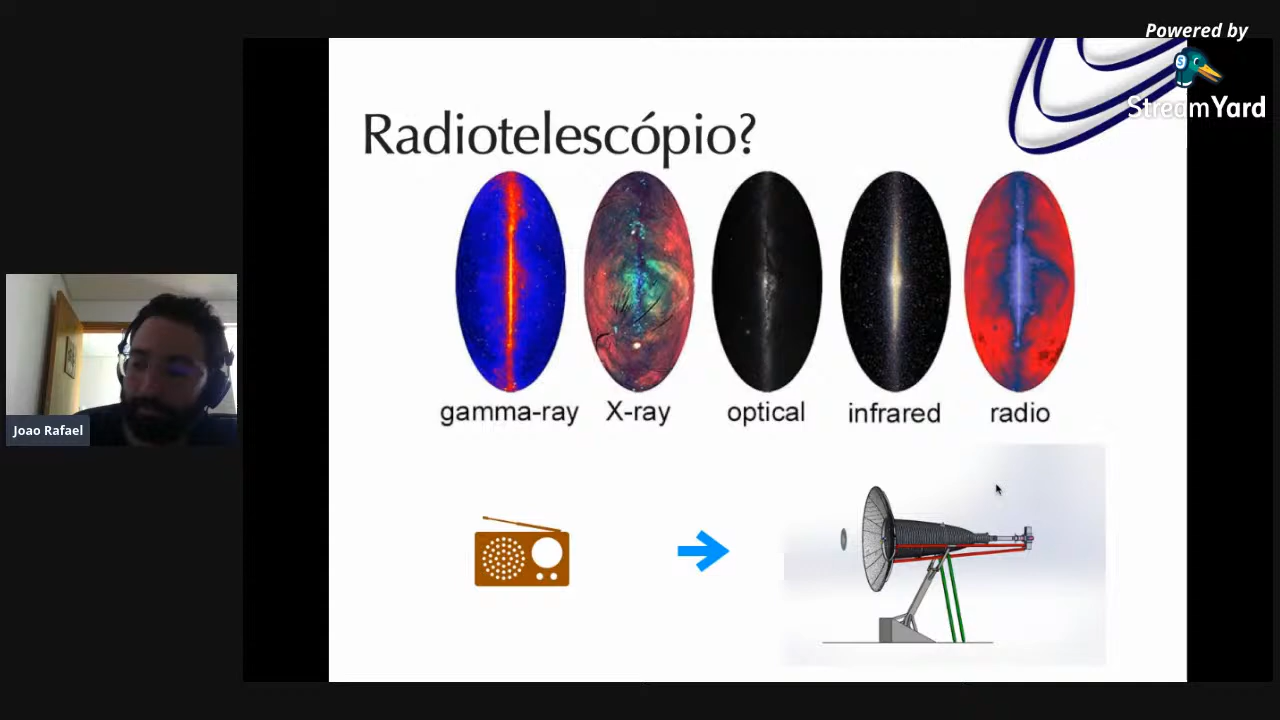 Powered by
StreamYard
Radiotelescópio?
gamma-ray X-ray optical infrared radio
Joao Rafael